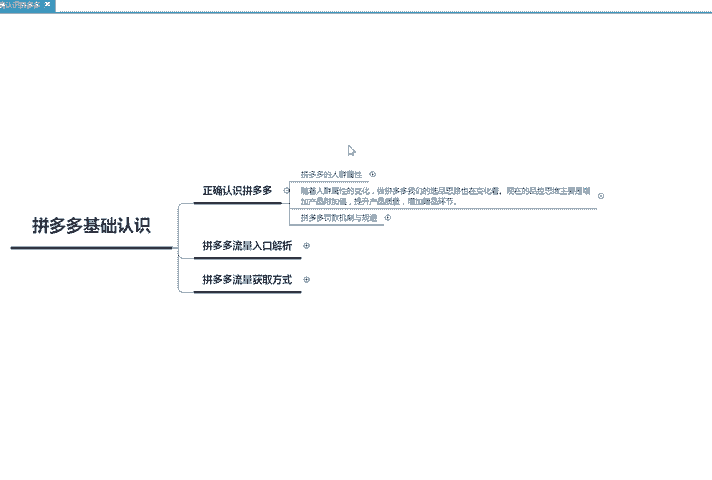 认识拼多多
拼多多基础认识
正确认识拼多多
拼多多的人群属性
随着人群属性的变化，做拼多多我们的选品思路也在变化着。现在的品控思维主要是增
加产品附加值，提升产品质量，增加赠品环节。
拼多多罚款机制与规避
拼多多流量入口解析
拼多多流量获取方式